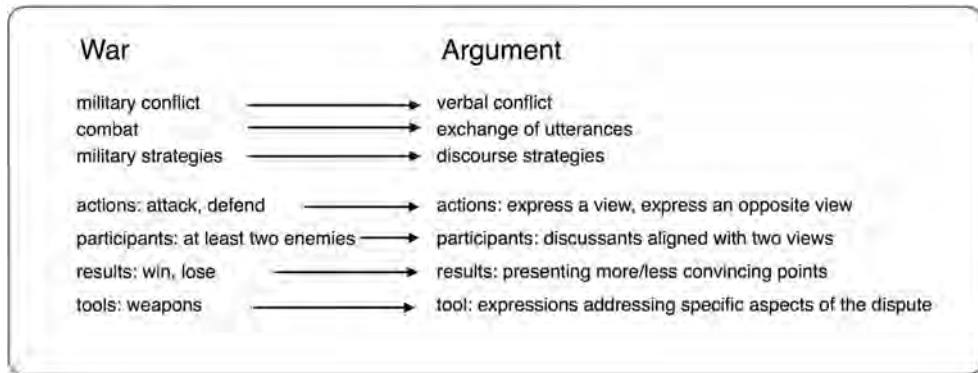 War Argument
military conflict verbal conflict
combat exchange of utterances
military strategies discourse strategies
actions: attack, defend actions: express a view, express an opposite view
participants: at least two enemies participants: discussants aligned with two views
results: win, lose results: presenting more/less convincing points
tools: weapons tool: expressions addressing specific aspects of the dispute